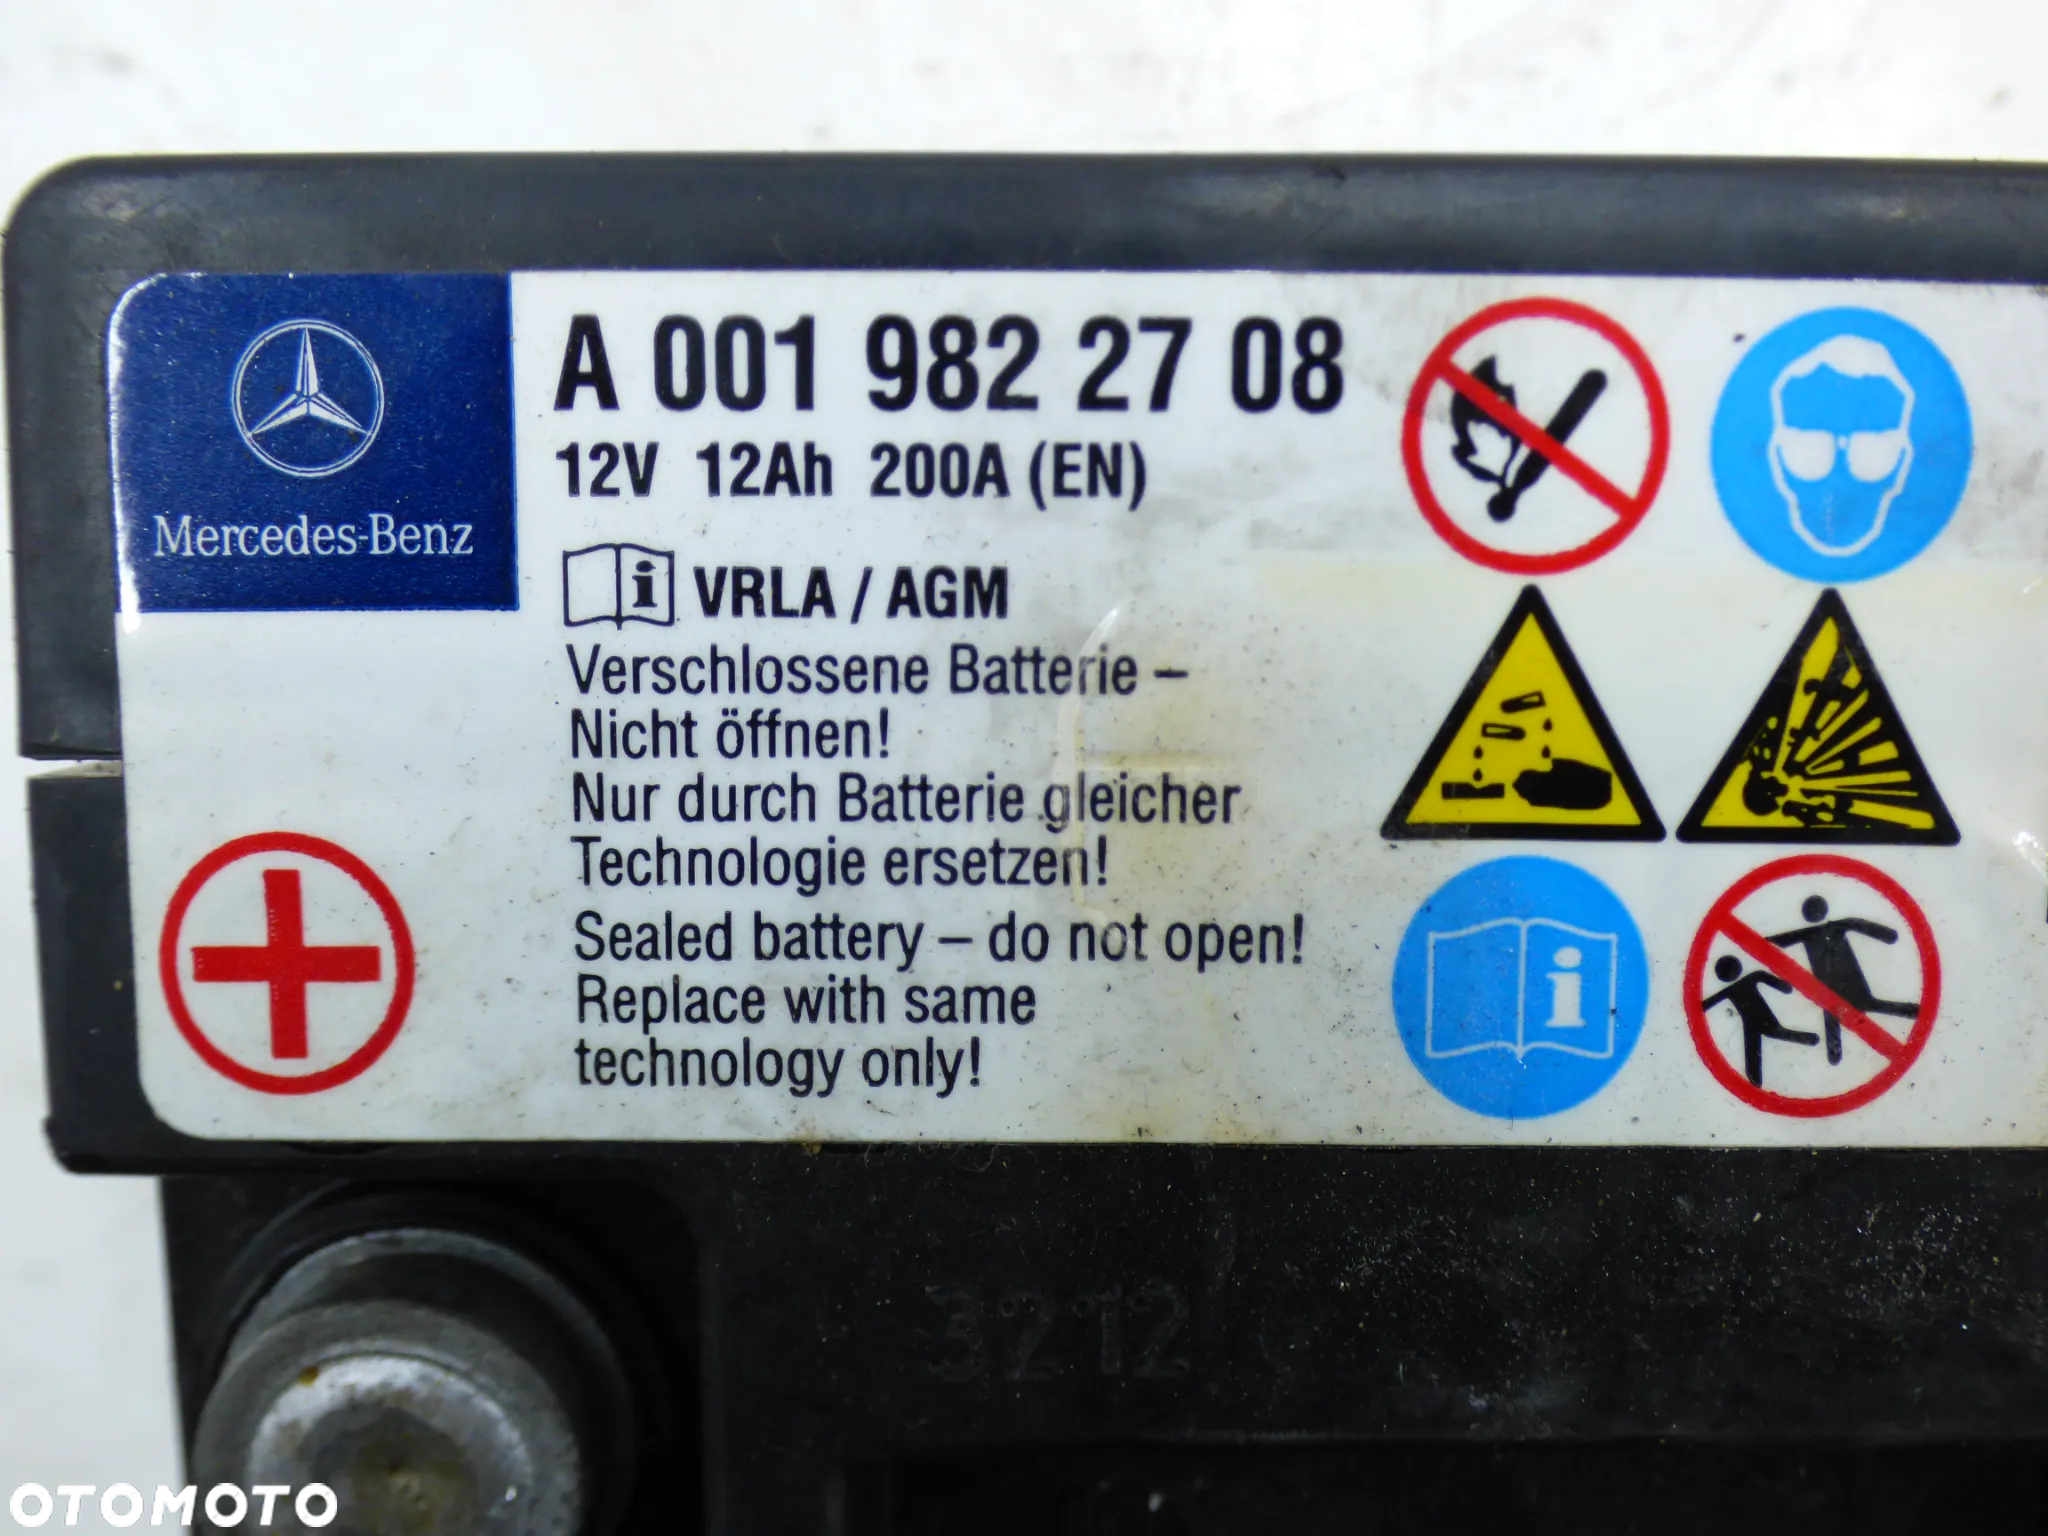 A 001 982 27 08
12V 12Ah 200A (EN)
Mercedes-Benz
i VRLA / AGM
Verschlossene Batterie –
Nicht öffnen!
Nur durch Batterie gleicher
Technologie ersetzen!
Sealed battery – do not open!
Replace with same
technology only!
i
3212
OTOMOTO